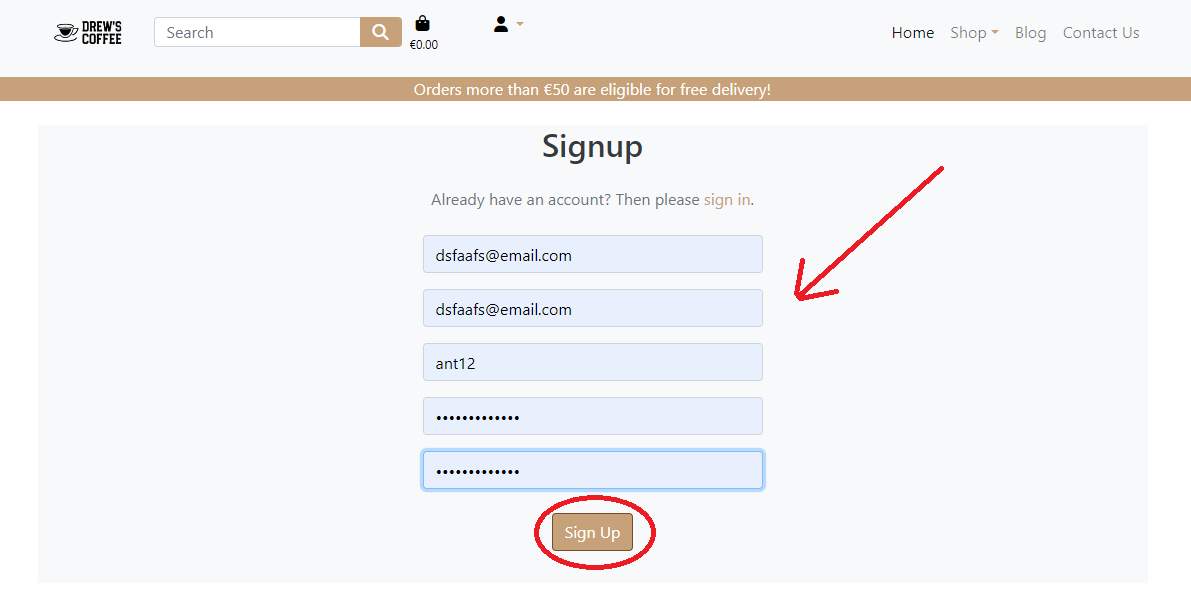 DREW'S
COFFEE
Search
€0.00
Home Shop Blog Contact Us
Orders more than €50 are eligible for free delivery!
Signup
Already have an account? Then please sign in.
dsfaafs@email.com
dsfaafs@email.com
ant12
•••••••••••••
•••••••••••••
Sign Up